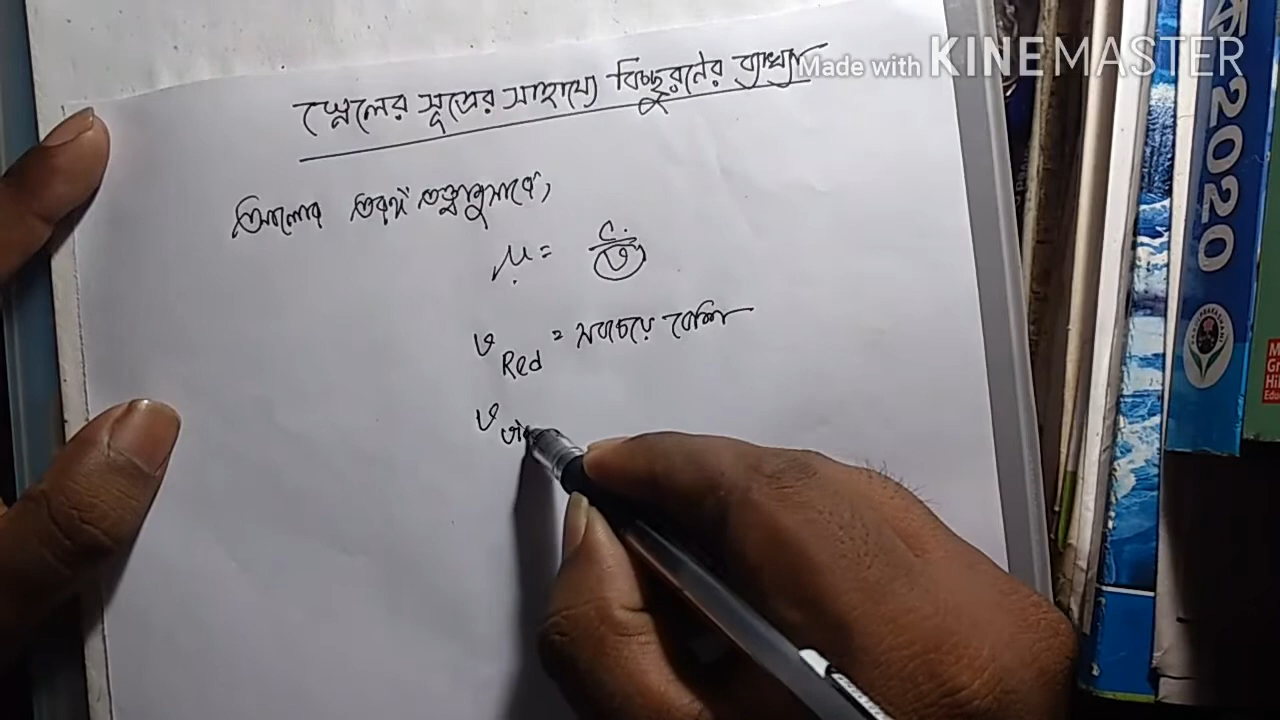 Made with KINEMASTER
স্নেলের সূত্রের সাহায্যে বিচ্ছুরণের ব্যাখ্যা
আলোর তরঙ্গ তত্ত্বানুসারে,
μ = c/v
v Red = সবচেয়ে বেশি
v
2020